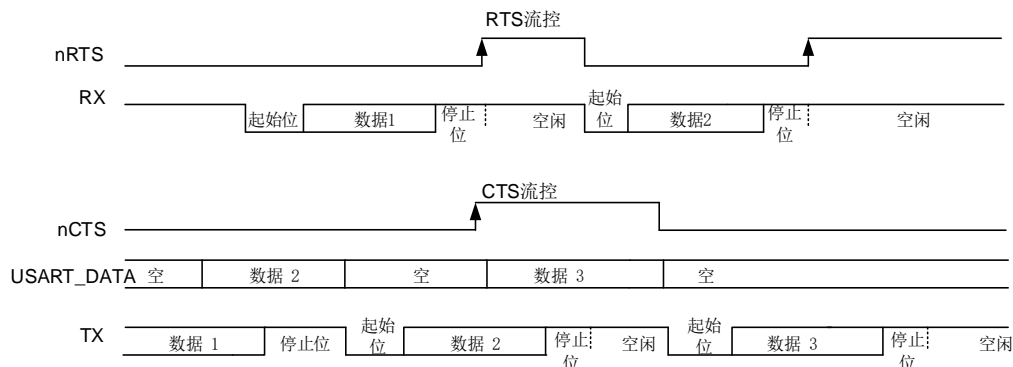 RTS流控
nRTS
RX
起始位
数据1
停止
位
空闲
起始
位
数据2
停止
位
空闲
CTS流控
nCTS
USART_DATA 空 数据 2 空 数据 3 空
TX
数据 1
停止位
起始
位
数据 2
停止
位
空闲
起始
位
数据 3
停止
位
空闲